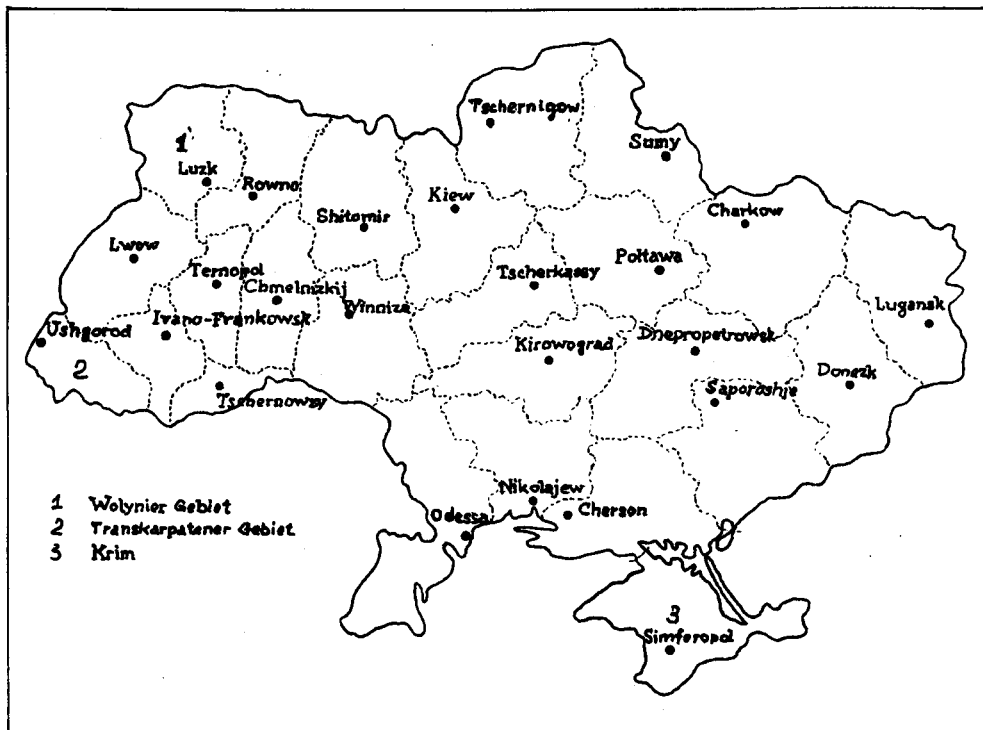 Tschernigow
Sumy
1
Luzk
Rowno
Kiew
Shitomir
Charkow
Lwow
Ternopol
Chmelnizkij
Tscherkassy
Połtawa
Winniza
Lugansk
Ushgorod
Ivano-Frankowsk
Kirowograd
Dnepropetrowsk
2
Tschernowzy
Saporoshje
Donezk
Nikolajew
Odessa
Cherson
1 Wolynier Gebiet
2 Transkarpatener Gebiet
3 Krim
3
Simferopol